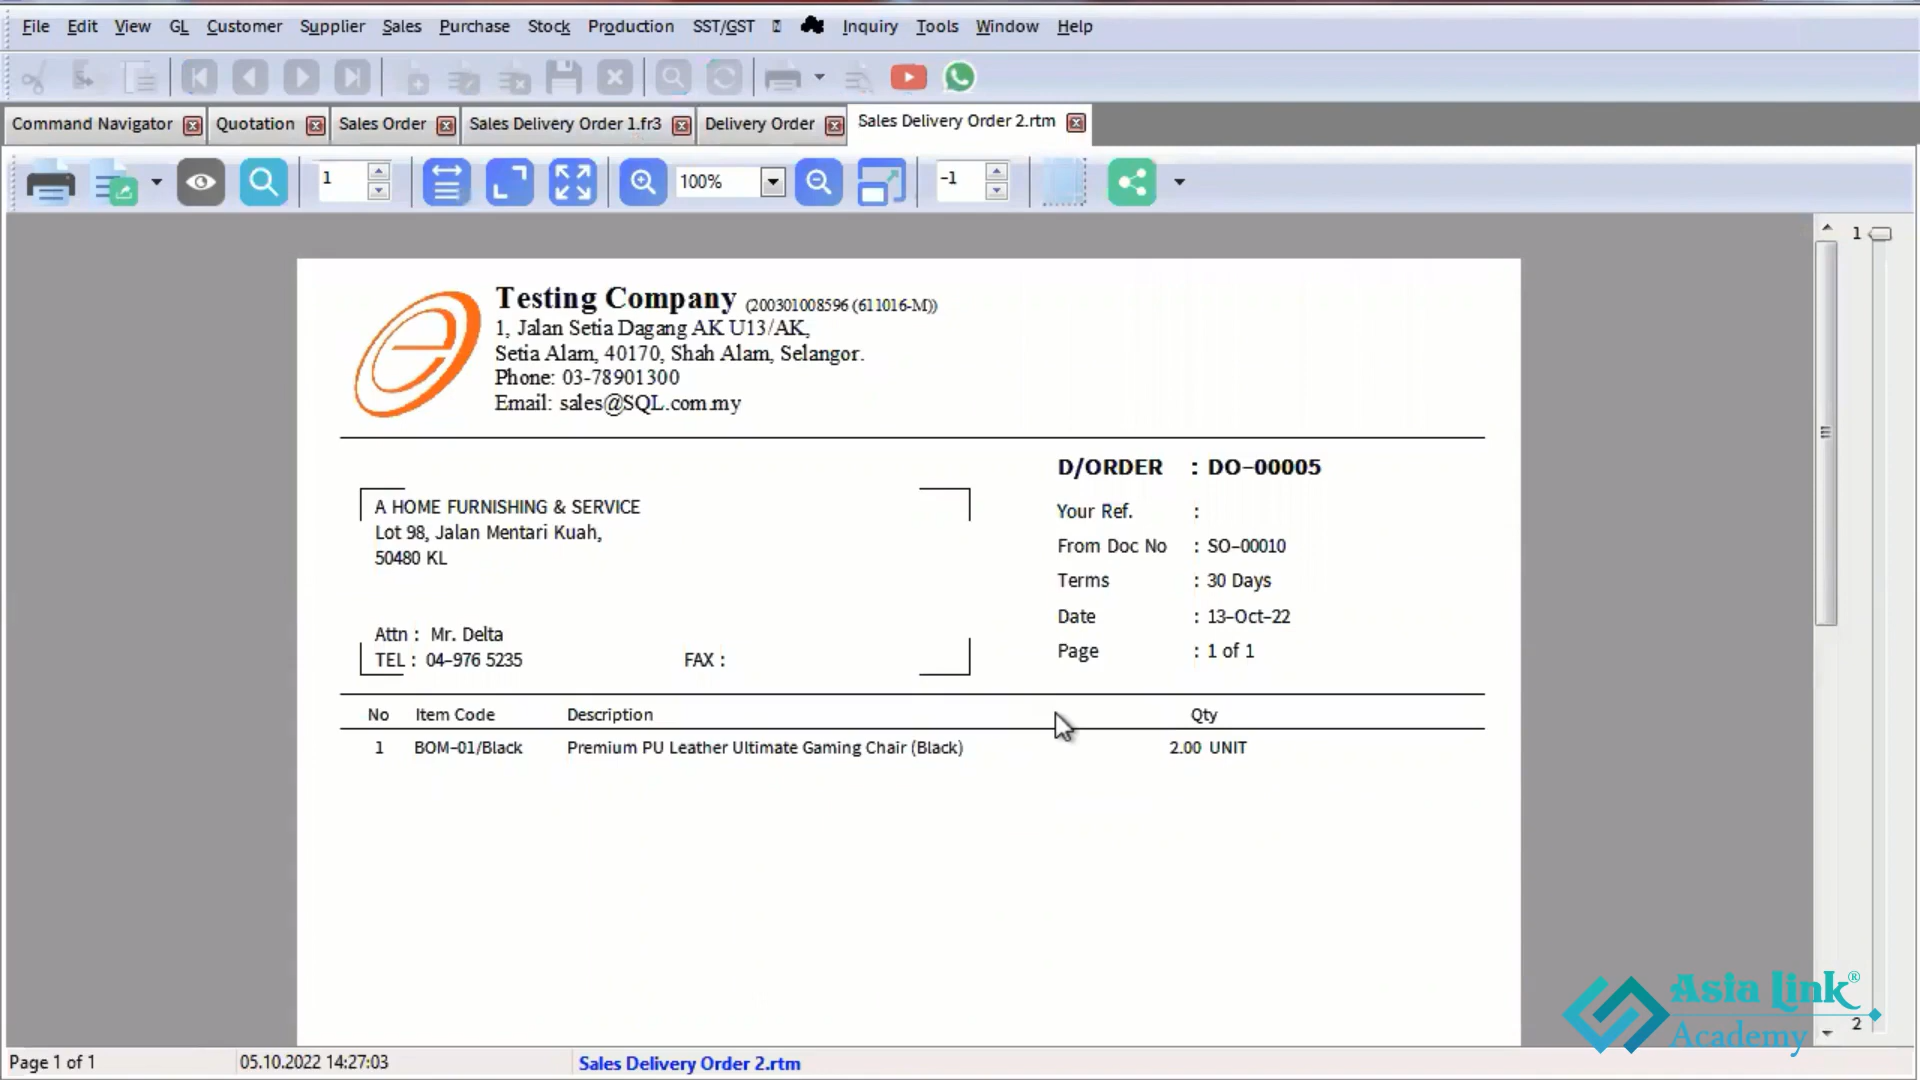 File Edit View GL Customer Supplier Sales Purchase Stock Production SST/GST Inquiry Tools Window Help
Command Navigator Quotation Sales Order Sales Delivery Order 1.fr3 Delivery Order Sales Delivery Order 2.rtm
1 100% -1
1
Testing Company (200301008596 (611016-M))
1, Jalan Setia Dagang AK U13/AK,
Setia Alam, 40170, Shah Alam, Selangor.
Phone: 03-78901300
Email: sales@SQL.com.my
D/ORDER : DO-00005
A HOME FURNISHING & SERVICE
Lot 98, Jalan Mentari Kuah,
50480 KL
Attn : Mr. Delta
TEL : 04-976 5235 FAX :
Your Ref. :
From Doc No : SO-00010
Terms : 30 Days
Date : 13-Oct-22
Page : 1 of 1
No Item Code Description Qty
1 BOM-01/Black Premium PU Leather Ultimate Gaming Chair (Black) 2.00 UNIT
Asia Link®
Academy
2
Page 1 of 1 05.10.2022 14:27:03 Sales Delivery Order 2.rtm